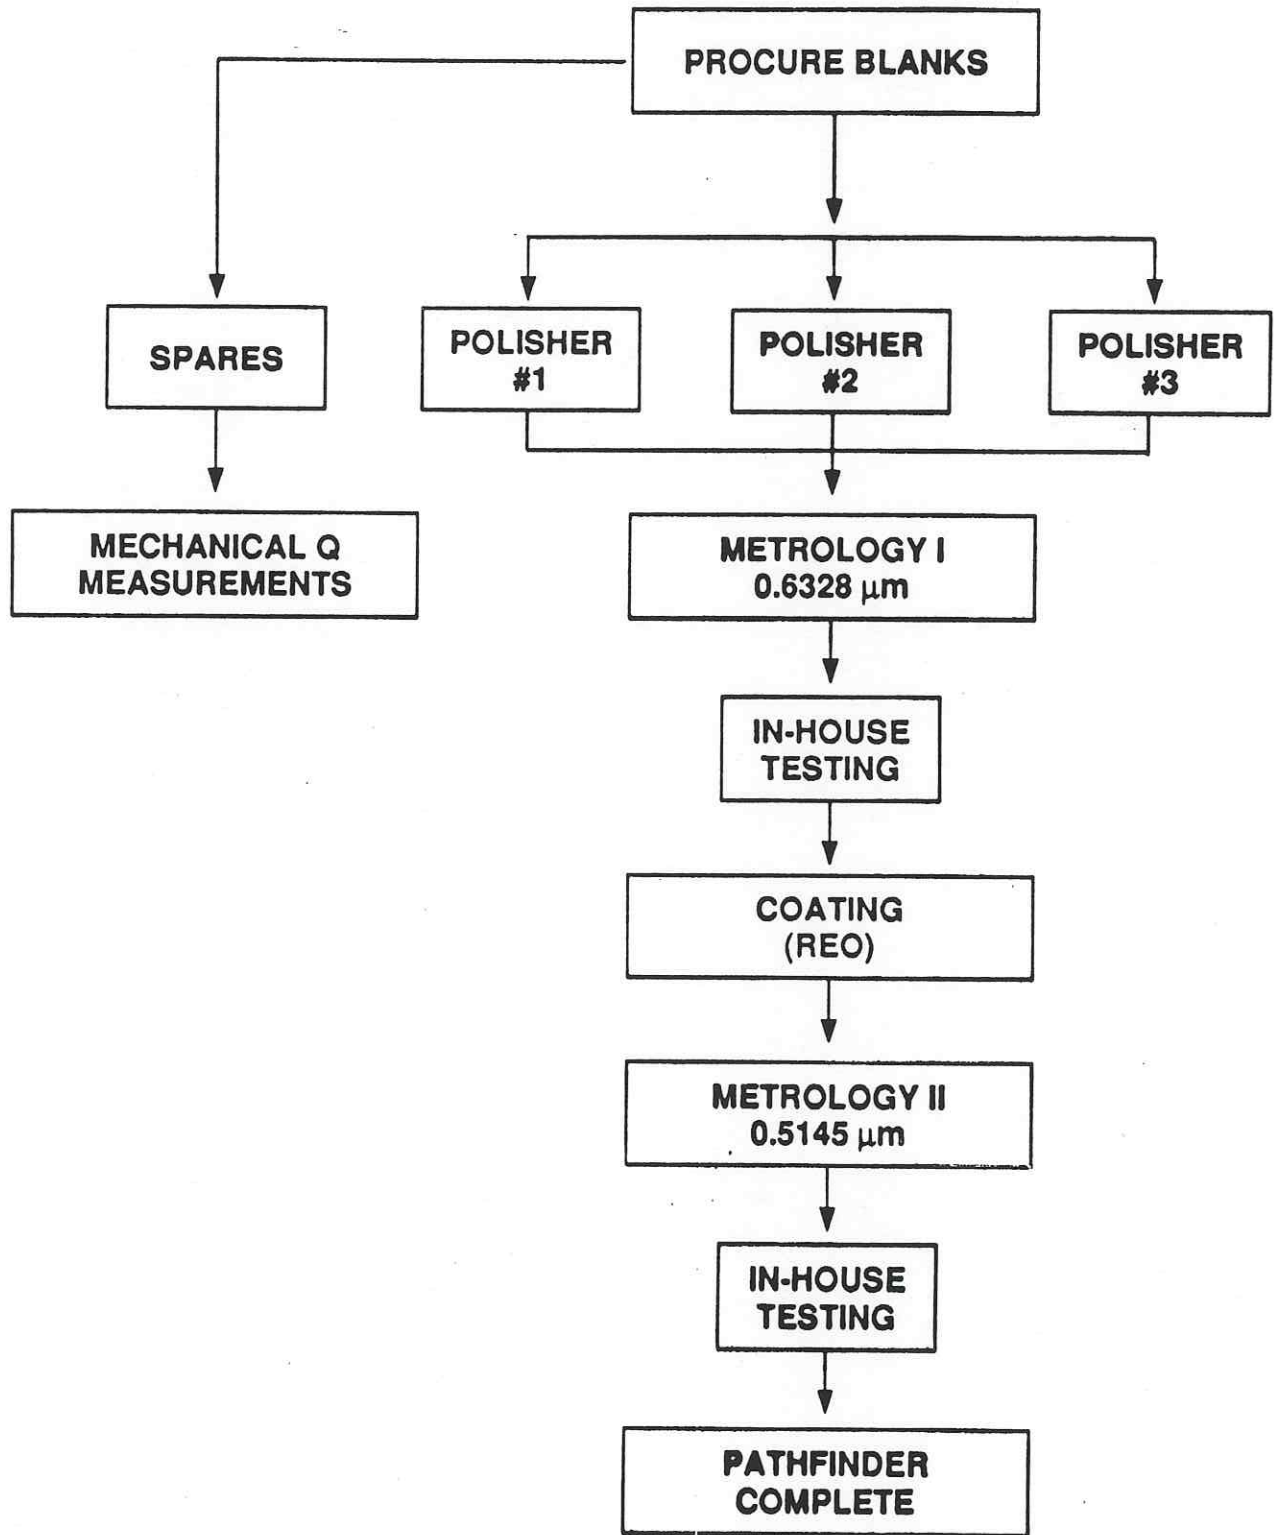 PROCURE BLANKS
SPARES
POLISHER
#1
POLISHER
#2
POLISHER
#3
MECHANICAL Q
MEASUREMENTS
METROLOGY I
0.6328 μm
IN-HOUSE
TESTING
COATING
(REO)
METROLOGY II
0.5145 μm
IN-HOUSE
TESTING
PATHFINDER
COMPLETE